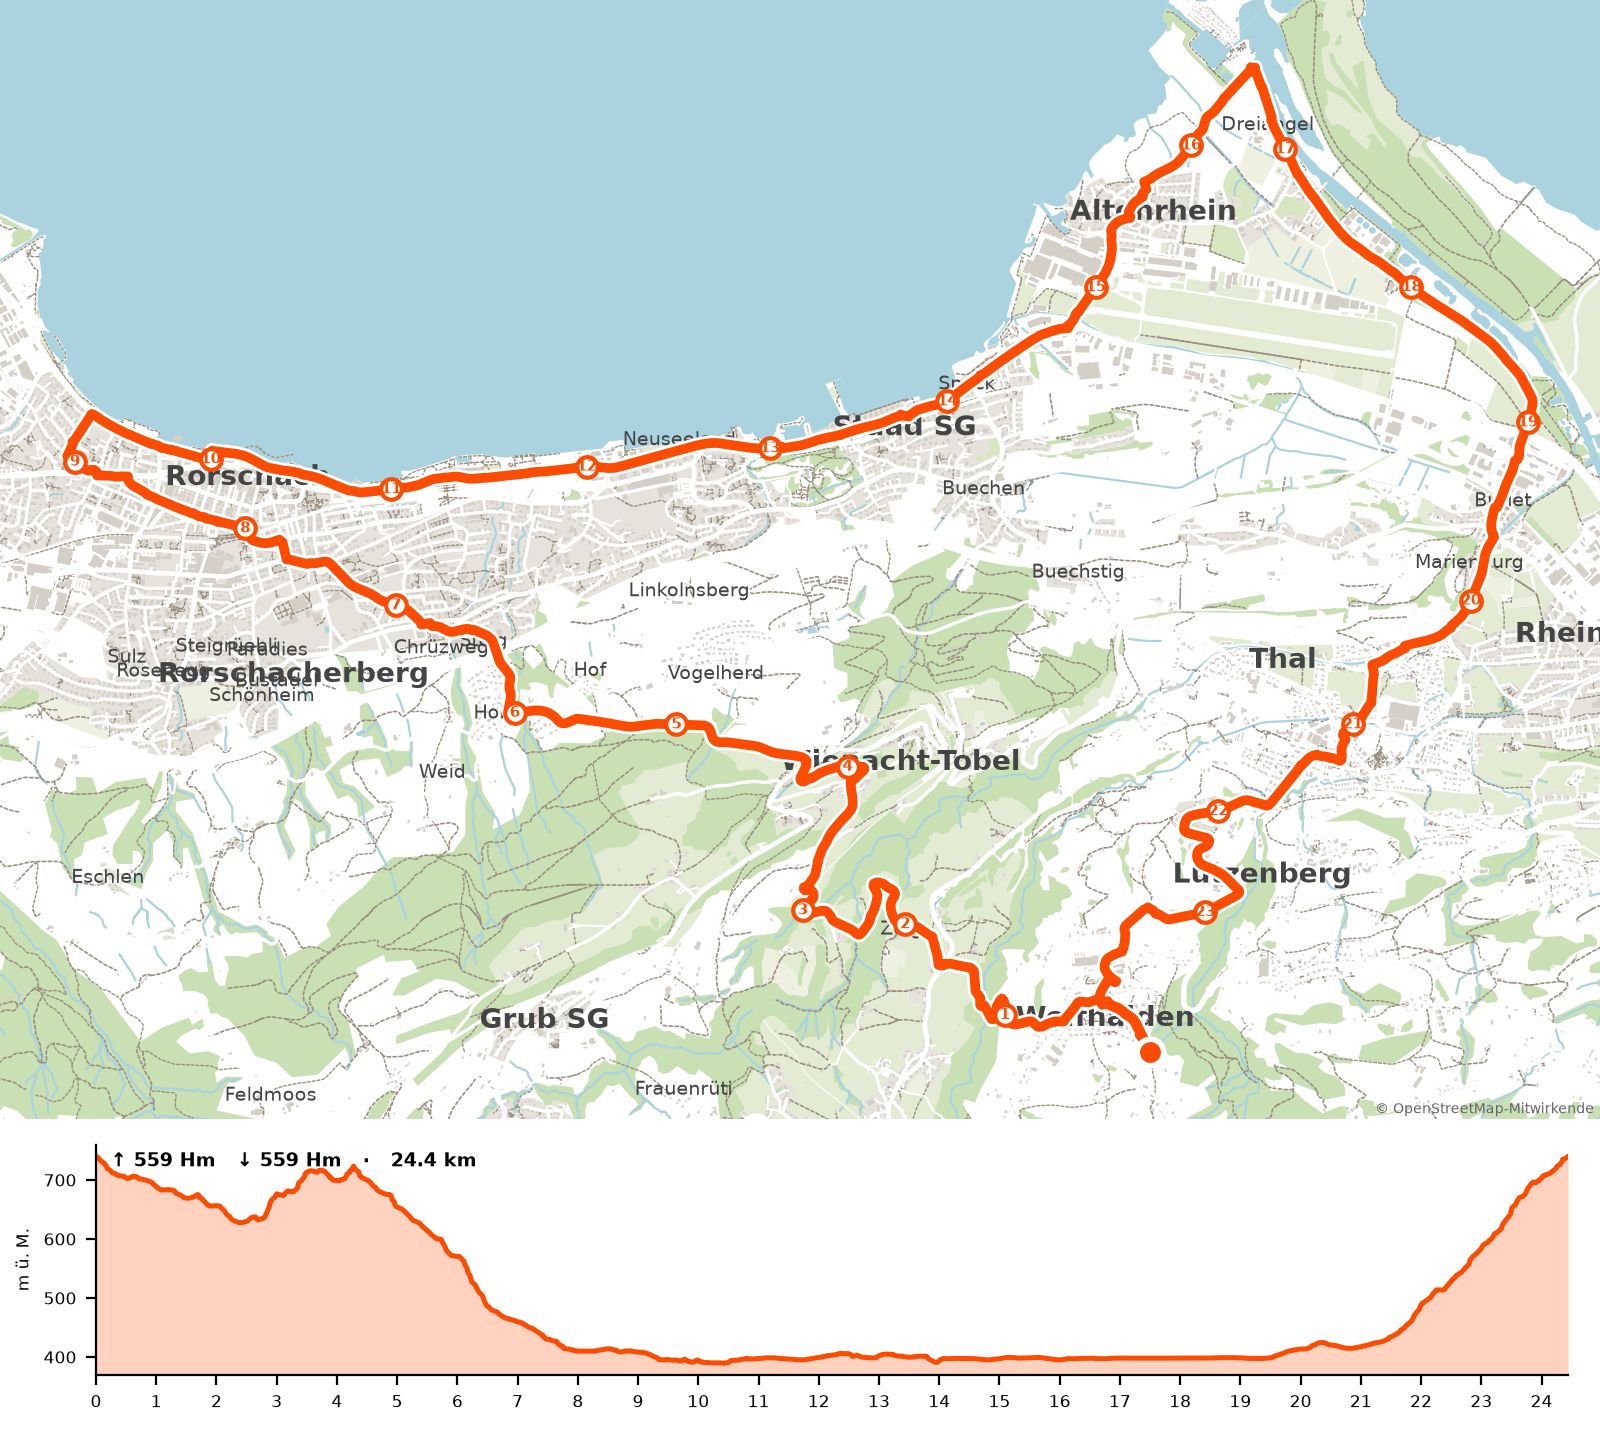 Dreiangel
16
17
Altenrhein
15
18
Speck
14
19
Staad SG
Neuseeland
13
9
10
Rorschach
12
11
Buechen
Buriet
8
Marienburg
Buechstig
Linkolnsberg
7
20
Rhein
Steig
Chrüzweg
Steigrüebli
Paradies
Sulz
Thal
Hof
Vogelherd
Rorschacherberg
Schönheim
6
5
21
Wienacht-Tobel
4
Weid
22
Eschlen
Lutzenberg
3
2
23
Grub SG
1
Wolfhalden
Feldmoos
Frauenrüti
© OpenStreetMap-Mitwirkende
↑ 559 Hm ↓ 559 Hm · 24.4 km
m ü. M.
700
600
500
400
0 1 2 3 4 5 6 7 8 9 10 11 12 13 14 15 16 17 18 19 20 21 22 23 24